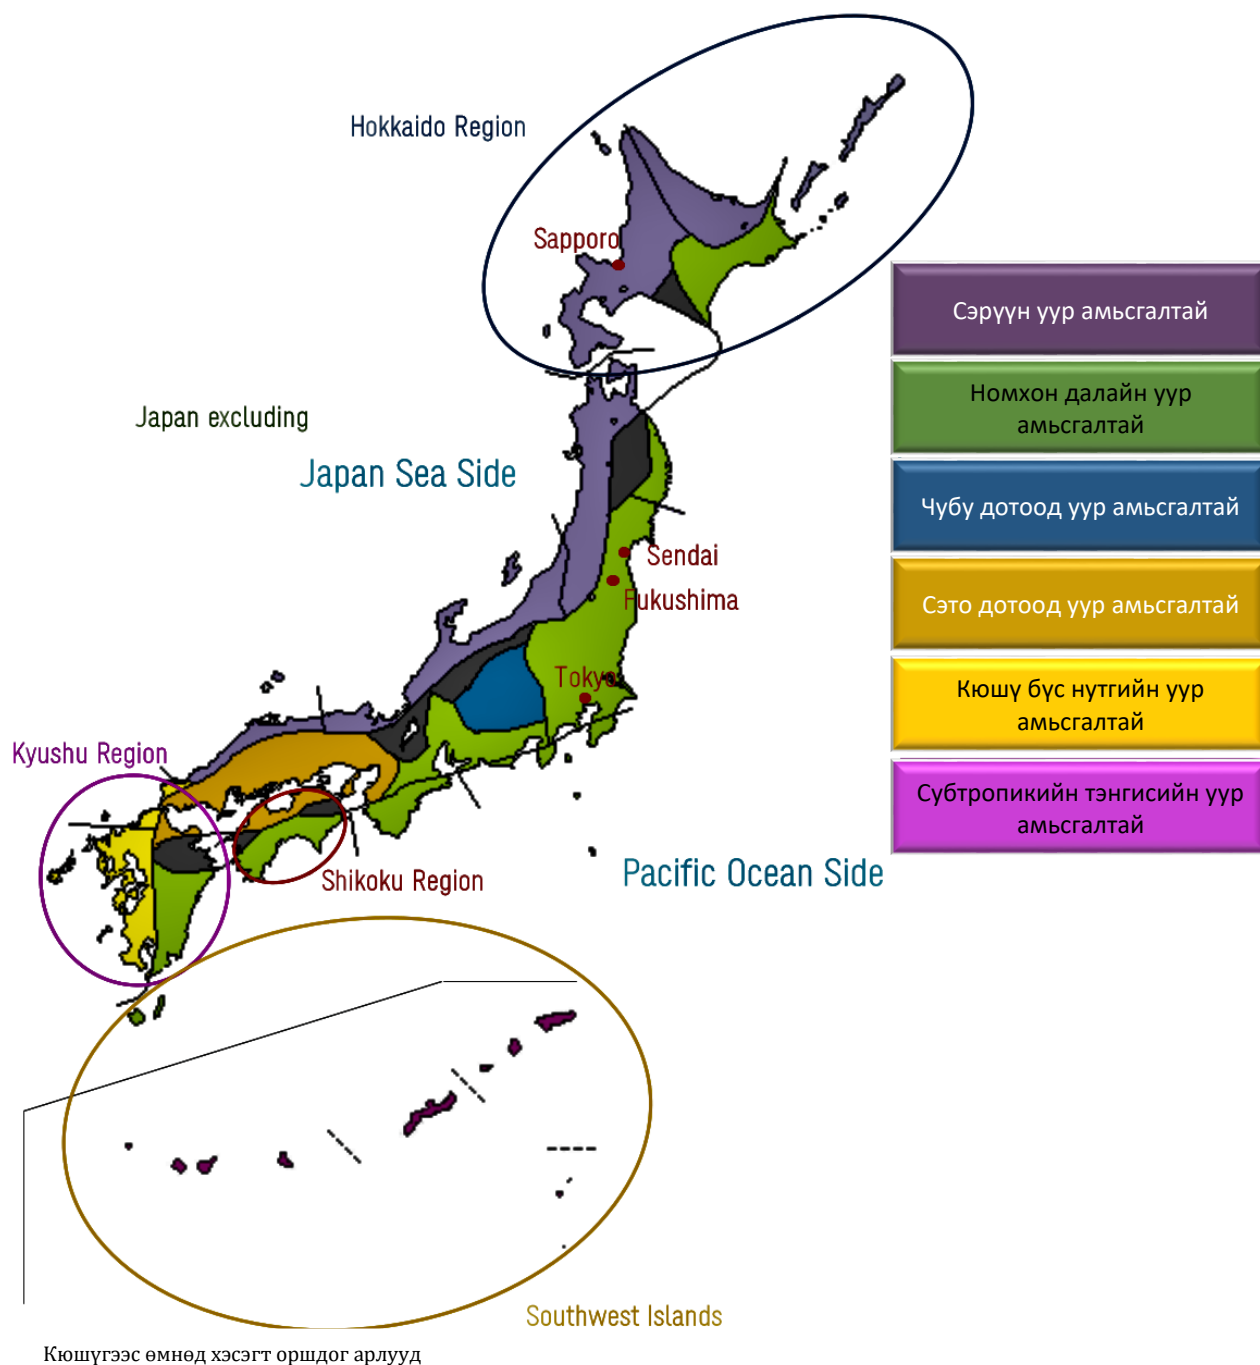 Hokkaido Region
Sapporo
Сэрүүн уур амьсгалтай
Номхон далайн уур
амьсгалтай
Japan excluding
Japan Sea Side
Чубу дотоод уур амьсгалтай
Sendai
Fukushima
Сэто дотоод уур амьсгалтай
Tokyo
Кюшү бүс нутгийн уур
амьсгалтай
Kyushu Region
Субтропикийн тэнгисийн уур
амьсгалтай
Shikoku Region
Pacific Ocean Side
Southwest Islands
Кюшүгээс өмнөд хэсэгт оршдог арлууд